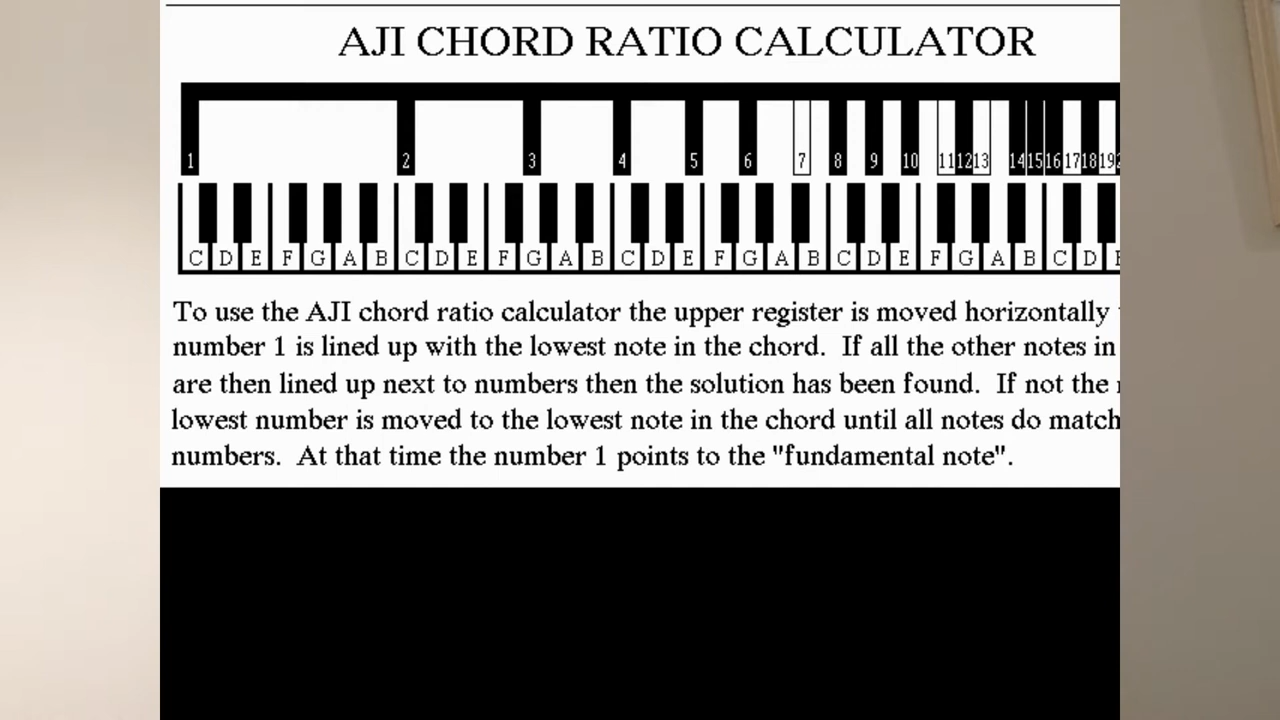 AJI CHORD RATIO CALCULATOR
1 2 3 4 5 6 7 8 9 10 11 12 13 14 15 16 17 18 19
C D E F G A B C D E F G A B C D E F G A B C D E F G A B C D
To use the AJI chord ratio calculator the upper register is moved horizontally
number 1 is lined up with the lowest note in the chord. If all the other notes in
are then lined up next to numbers then the solution has been found. If not the
lowest number is moved to the lowest note in the chord until all notes do match
numbers. At that time the number 1 points to the "fundamental note".